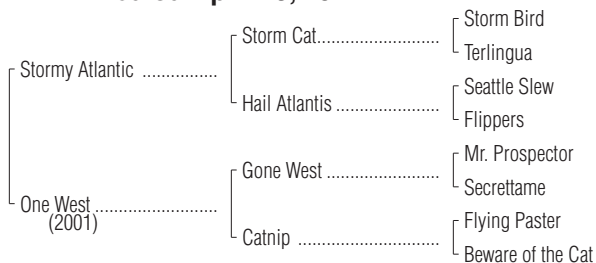 Storm Bird
Storm Cat..........................
Terlingua
Stormy Atlantic ................
Seattle Slew
Hail Atlantis ......................
Flippers
Mr. Prospector
Gone West ........................
Secrettame
One West ..........................
(2001)
Flying Paster
Catnip ..............................
Beware of the Cat